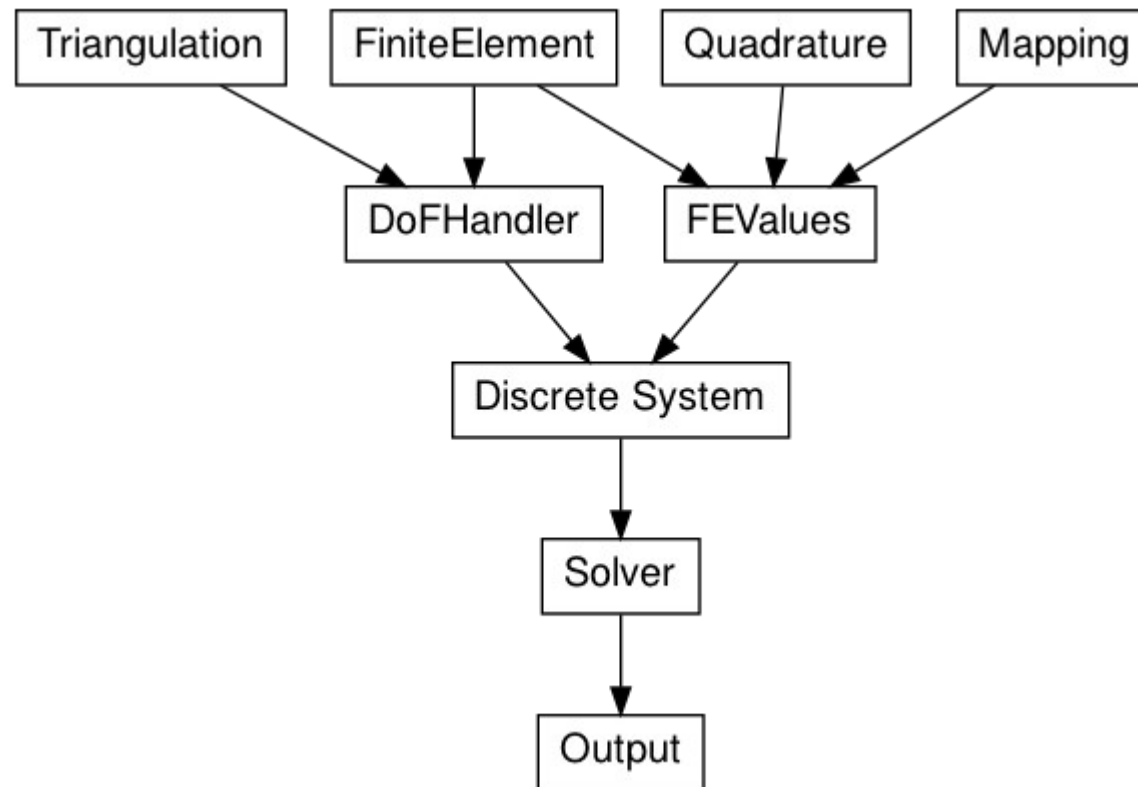 Triangulation
FiniteElement
Quadrature
Mapping
DoFHandler
FEValues
Discrete System
Solver
Output